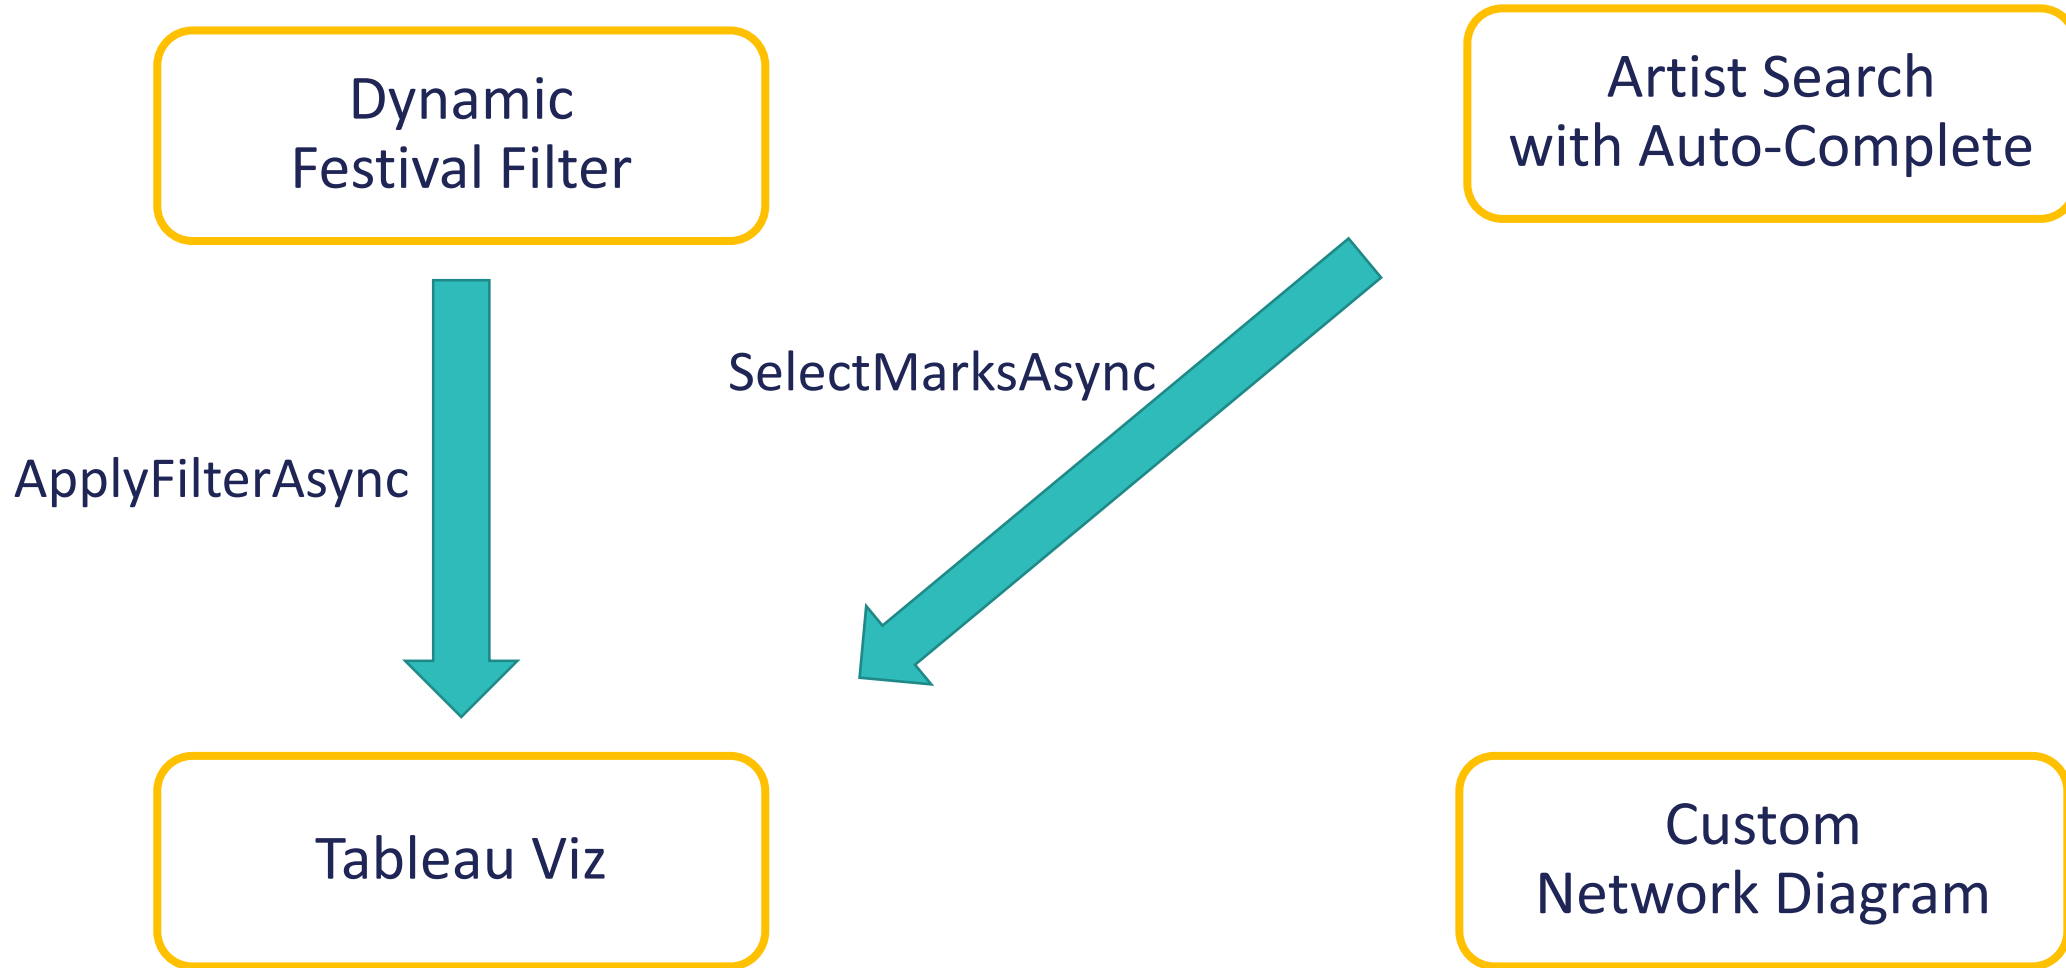 Dynamic
Festival Filter
Artist Search
with Auto-Complete
SelectMarksAsync
ApplyFilterAsync
Tableau Viz
Custom
Network Diagram